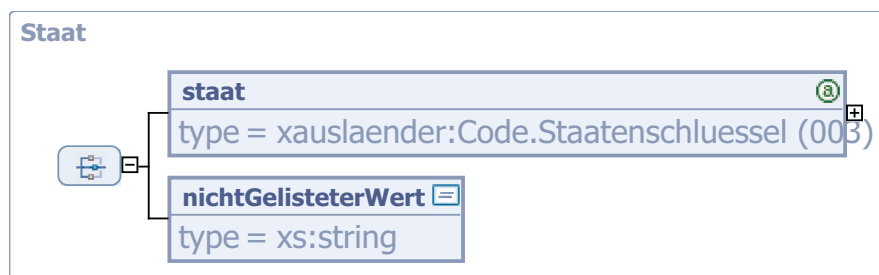 Staat
staat
type = xauslaender:Code.Staatenschluessel (003)
nichtGelisteterWert
type = xs:string